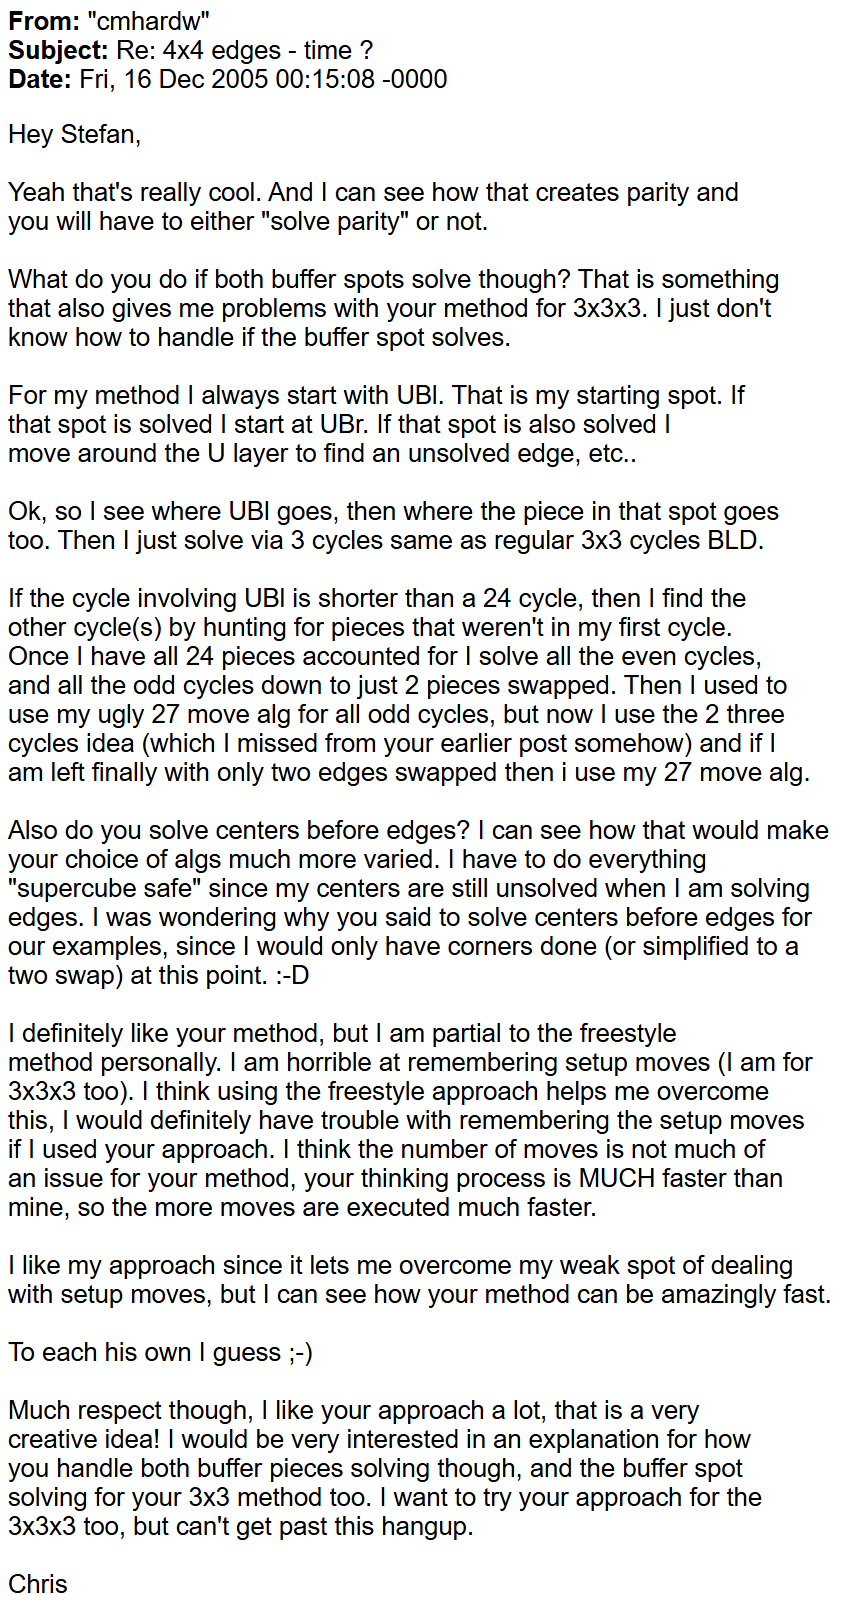 From: "cmhardw"
Subject: Re: 4x4 edges - time ?
Date: Fri, 16 Dec 2005 00:15:08 -0000
Hey Stefan,
Yeah that's really cool. And I can see how that creates parity and
you will have to either "solve parity" or not.
What do you do if both buffer spots solve though? That is something
that also gives me problems with your method for 3x3x3. I just don't
know how to handle if the buffer spot solves.
For my method I always start with UBl. That is my starting spot. If
that spot is solved I start at UBr. If that spot is also solved I
move around the U layer to find an unsolved edge, etc..
Ok, so I see where UBl goes, then where the piece in that spot goes
too. Then I just solve via 3 cycles same as regular 3x3 cycles BLD.
If the cycle involving UBl is shorter than a 24 cycle, then I find the
other cycle(s) by hunting for pieces that weren't in my first cycle.
Once I have all 24 pieces accounted for I solve all the even cycles,
and all the odd cycles down to just 2 pieces swapped. Then I used to
use my ugly 27 move alg for all odd cycles, but now I use the 2 three
cycles idea (which I missed from your earlier post somehow) and if I
am left finally with only two edges swapped then i use my 27 move alg.
Also do you solve centers before edges? I can see how that would make
your choice of algs much more varied. I have to do everything
"supercube safe" since my centers are still unsolved when I am solving
edges. I was wondering why you said to solve centers before edges for
our examples, since I would only have corners done (or simplified to a
two swap) at this point. :-D
I definitely like your method, but I am partial to the freestyle
method personally. I am horrible at remembering setup moves (I am for
3x3x3 too). I think using the freestyle approach helps me overcome
this, I would definitely have trouble with remembering the setup moves
if I used your approach. I think the number of moves is not much of
an issue for your method, your thinking process is MUCH faster than
mine, so the more moves are executed much faster.
I like my approach since it lets me overcome my weak spot of dealing
with setup moves, but I can see how your method can be amazingly fast.
To each his own I guess ;-)
Much respect though, I like your approach a lot, that is a very
creative idea! I would be very interested in an explanation for how
you handle both buffer pieces solving though, and the buffer spot
solving for your 3x3 method too. I want to try your approach for the
3x3x3 too, but can't get past this hangup.
Chris